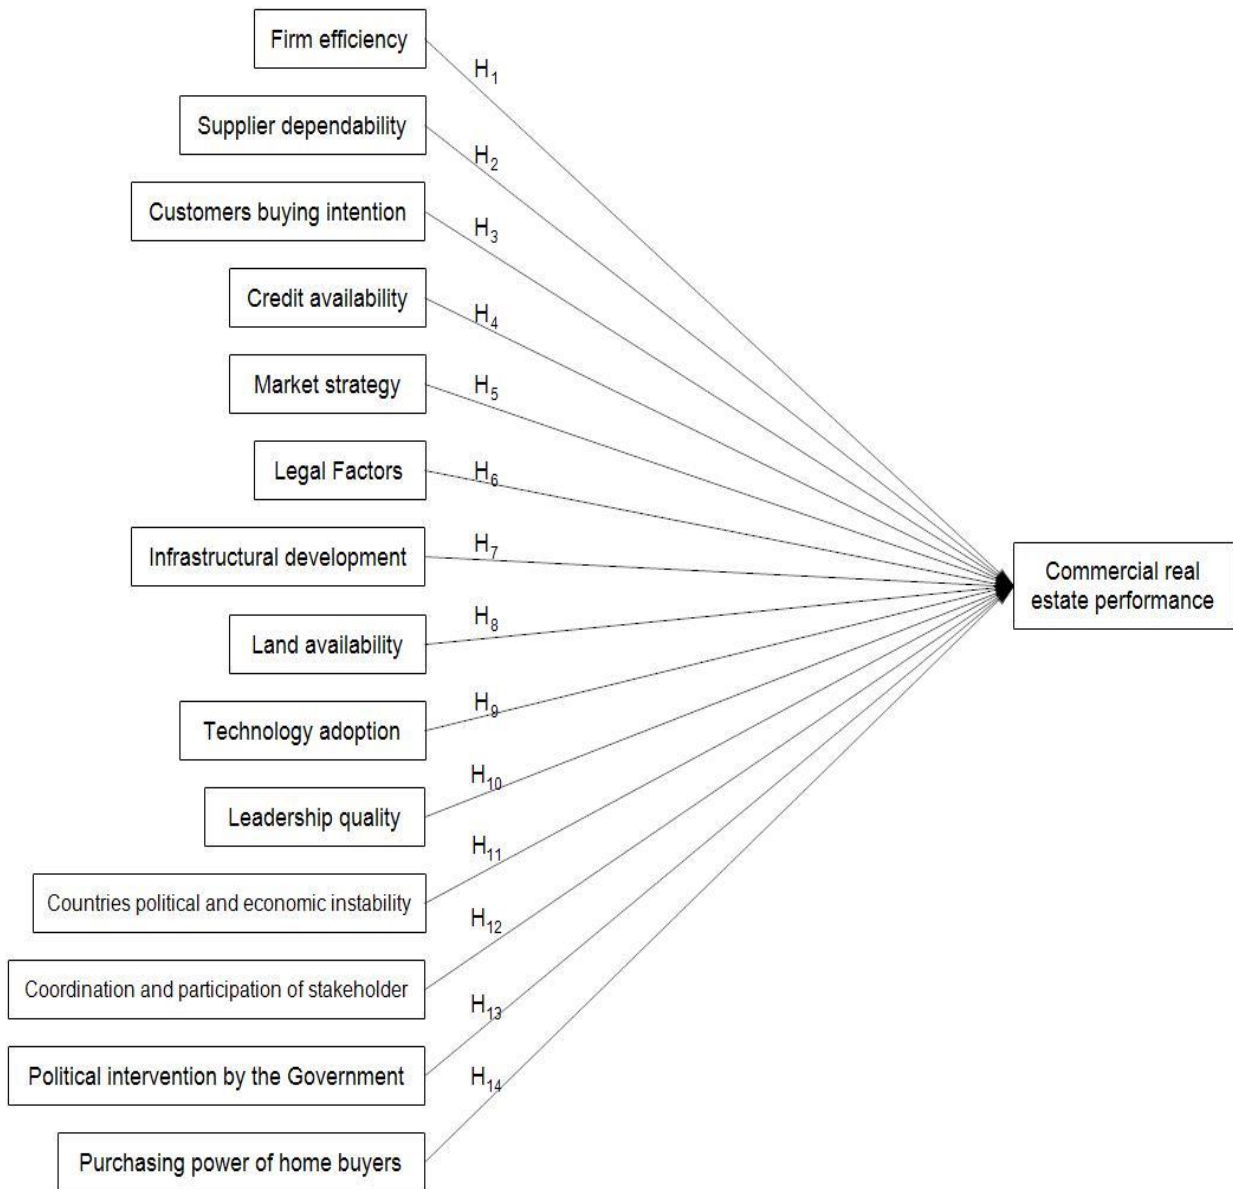 Firm efficiency
H1
Supplier dependability
H2
Customers buying intention
H3
Credit availability
H4
Market strategy
H5
Legal Factors
H6
Infrastructural development
H7
Commercial real
estate performance
Land availability
H8
Technology adoption
H9
Leadership quality
H10
Countries political and economic instability
H11
Coordination and participation of stakeholder
H12
Political intervention by the Government
H13
Purchasing power of home buyers
H14